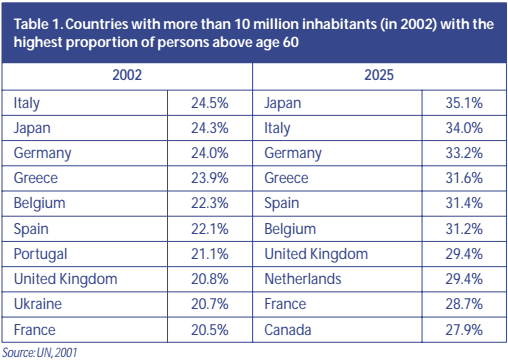 Table 1. Countries with more than 10 million inhabitants (in 2002) with the
highest proportion of persons above age 60
2002 2025
Italy 24.5% Japan 35.1%
Japan 24.3% Italy 34.0%
Germany 24.0% Germany 33.2%
Greece 23.9% Greece 31.6%
Belgium 22.3% Spain 31.4%
Spain 22.1% Belgium 31.2%
Portugal 21.1% United Kingdom 29.4%
United Kingdom 20.8% Netherlands 29.4%
Ukraine 20.7% France 28.7%
France 20.5% Canada 27.9%
Source: UN, 2001